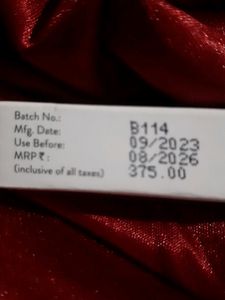 Batch No.: B114
Mfg. Date: 09/2023
Use Before: 08/2026
MRP ₹ : 375.00
(inclusive of all taxes)